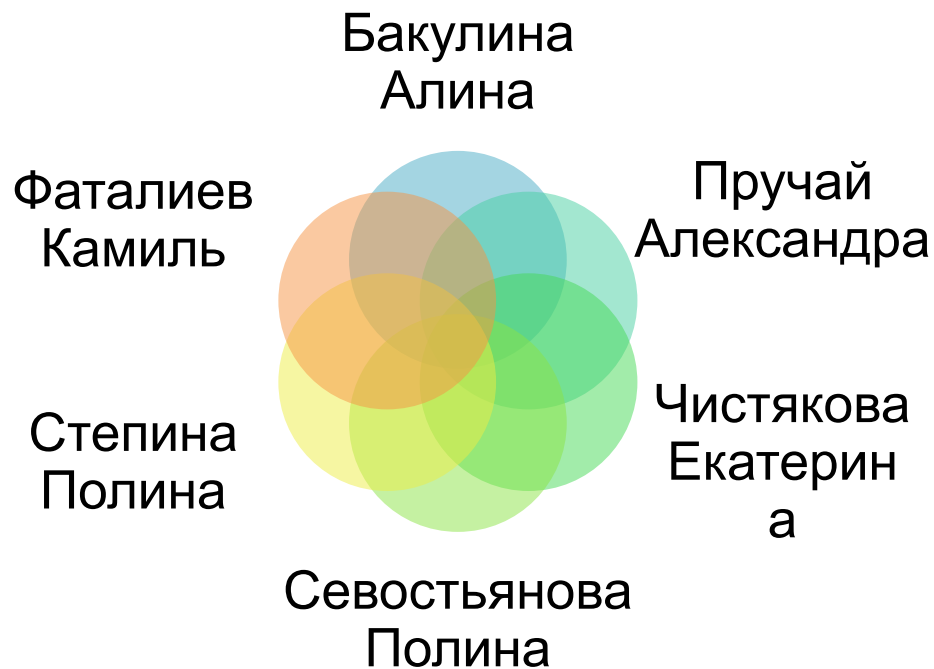 Бакулина
Алина
Пручай
Александра
Чистякова
Екатерин
а
Севостьянова
Полина
Степина
Полина
Фаталиев
Камиль